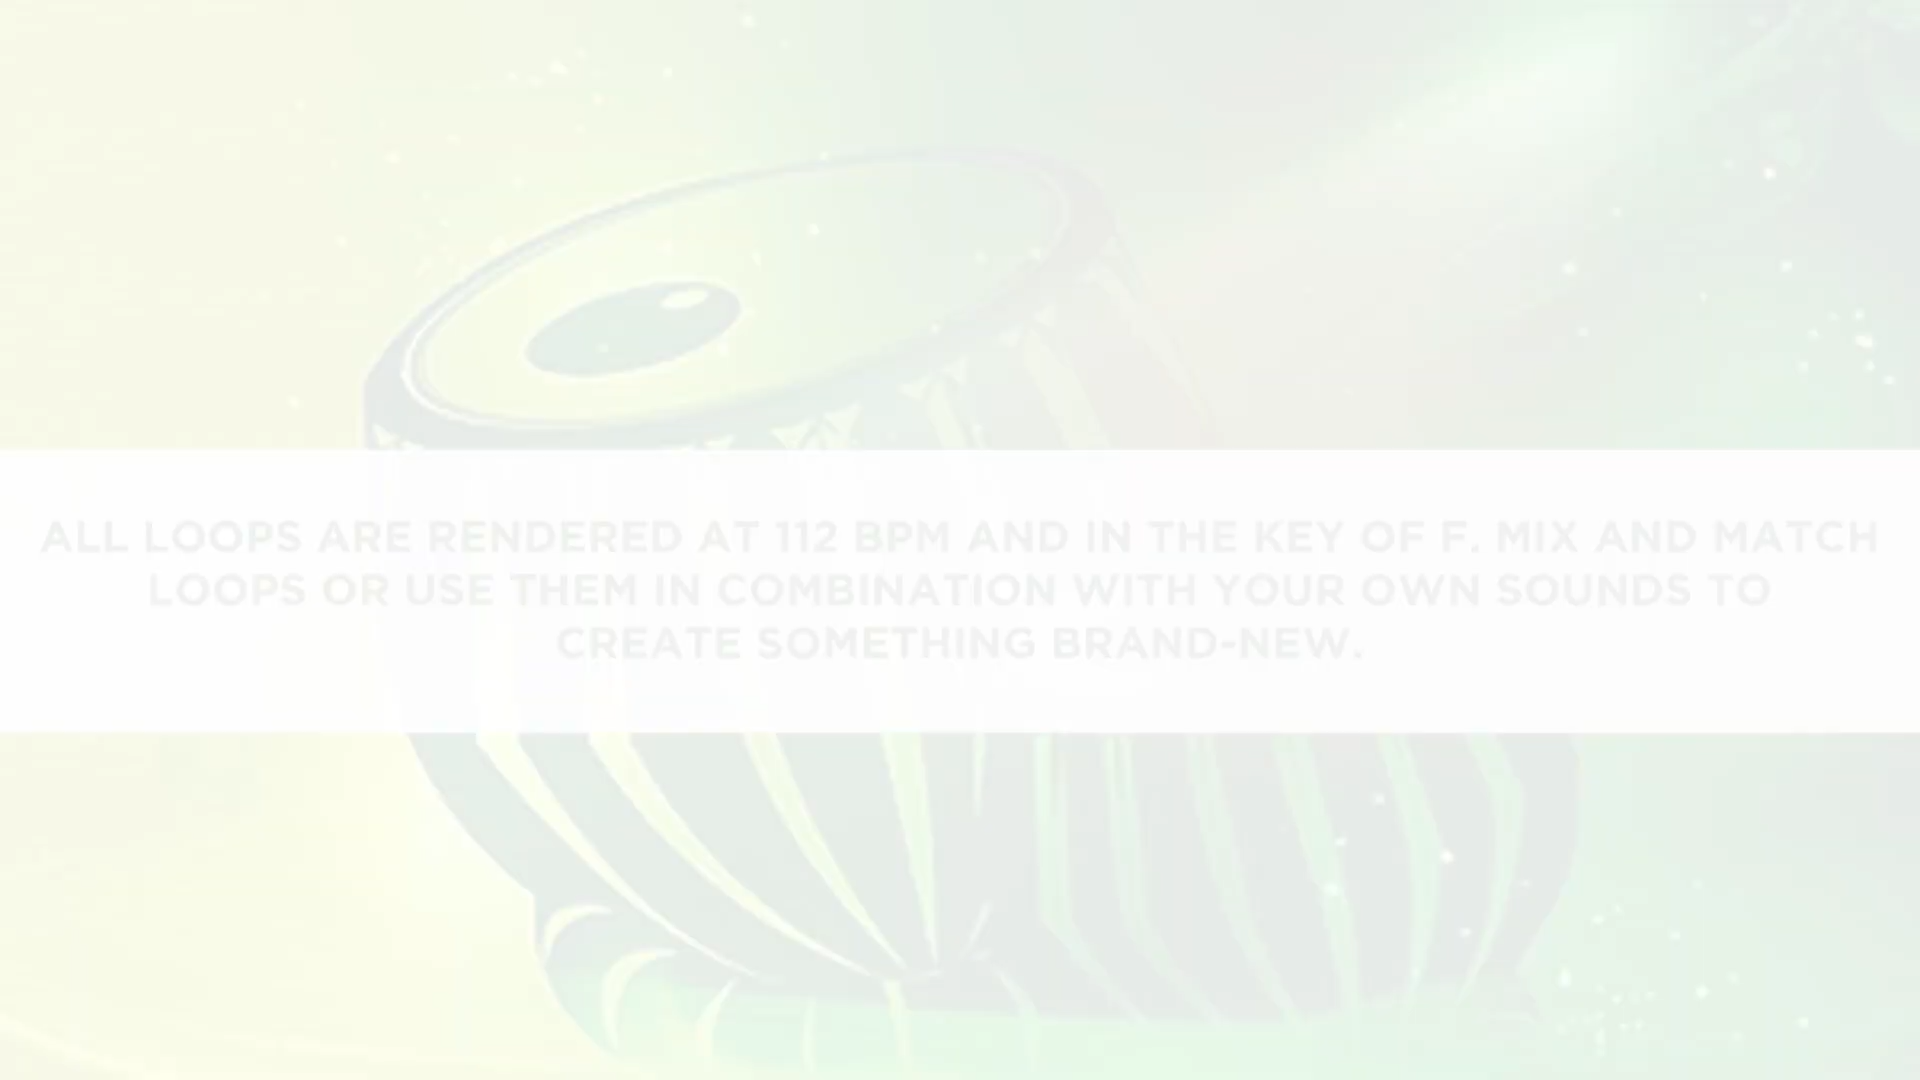 ALL LOOPS ARE RENDERED AT 112 BPM AND IN THE KEY OF F. MIX AND MATCH
LOOPS OR USE THEM IN COMBINATION WITH YOUR OWN SOUNDS TO
CREATE SOMETHING BRAND-NEW.